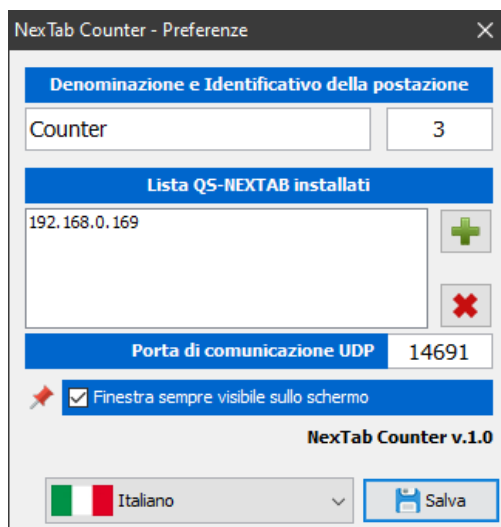 NexTab Counter - Preferenze
Denominazione e Identificativo della postazione
Counter 3
Lista QS-NEXTAB installati
192.168.0.169
Porta di comunicazione UDP 14691
Finestra sempre visibile sullo schermo
NexTab Counter v.1.0
Italiano Salva